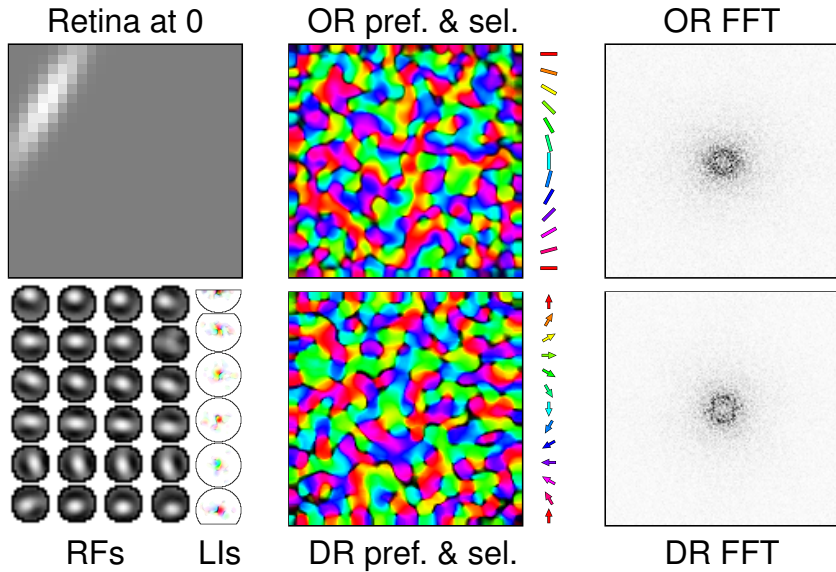 Retina at 0
OR pref. & sel.
OR FFT
RFs
LIs
DR pref. & sel.
DR FFT